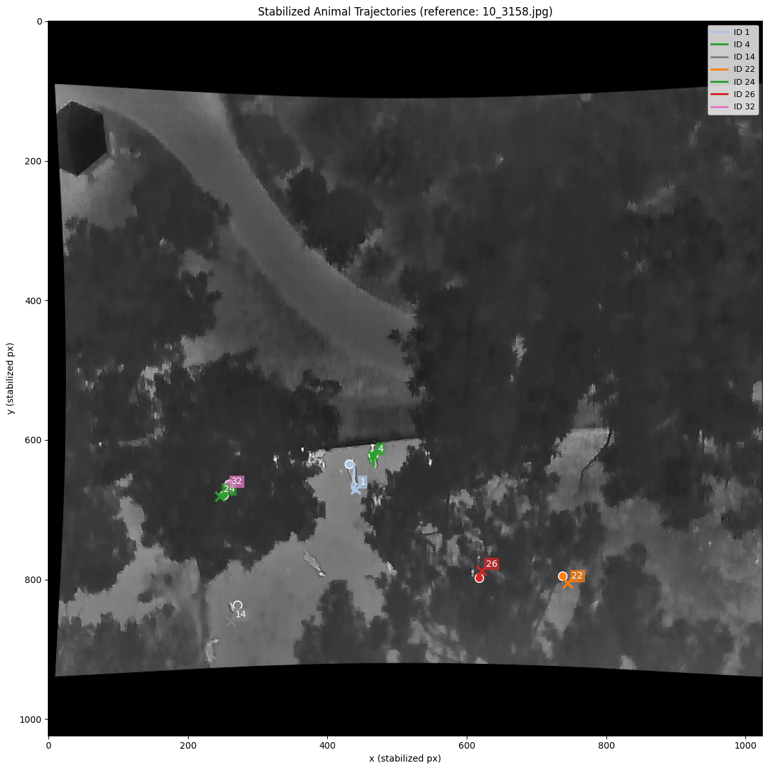 Stabilized Animal Trajectories (reference: 10_3158.jpg)
0
200
400
600
800
1000
y (stabilized px)
ID 1
ID 4
ID 14
ID 22
ID 24
ID 26
ID 32
4
1
32
24
26
22
14
0
200
400
600
800
1000
x (stabilized px)